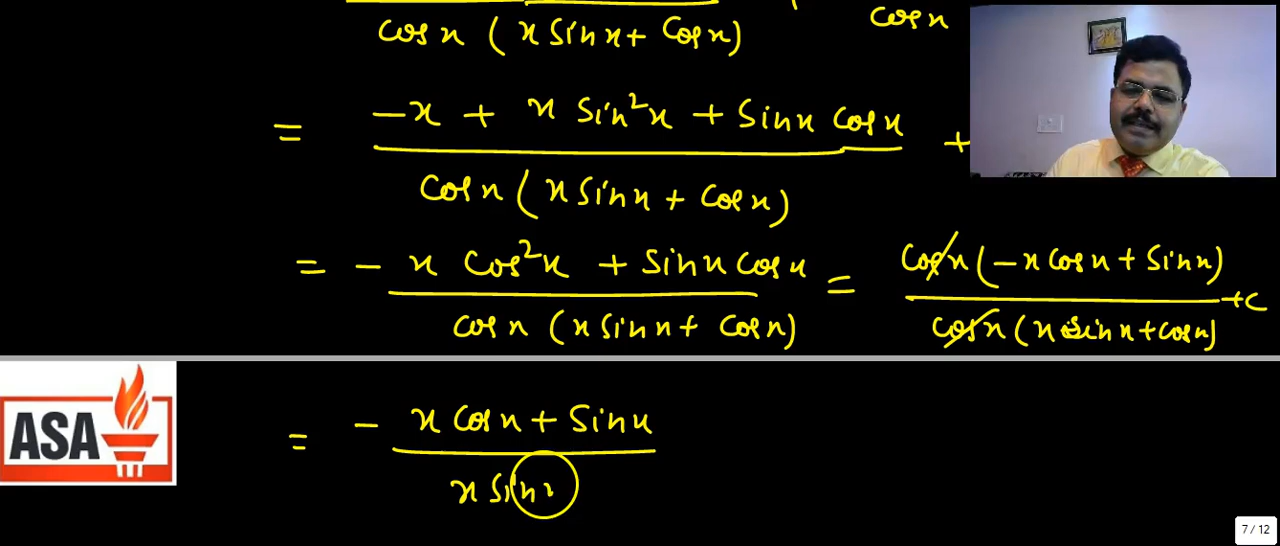 cos x (x sin x + cos x) cos x
= -x + x sin²x + sin x cos x +
cos x (x sin x + cos x)
= - x cos²x + sin x cos x = cos x (-x cos x + sin x) + C
cos x (x sin x + cos x) cos x (x sin x + cos x)
ASA
= - x cos x + sin x
x sin x
7 / 12